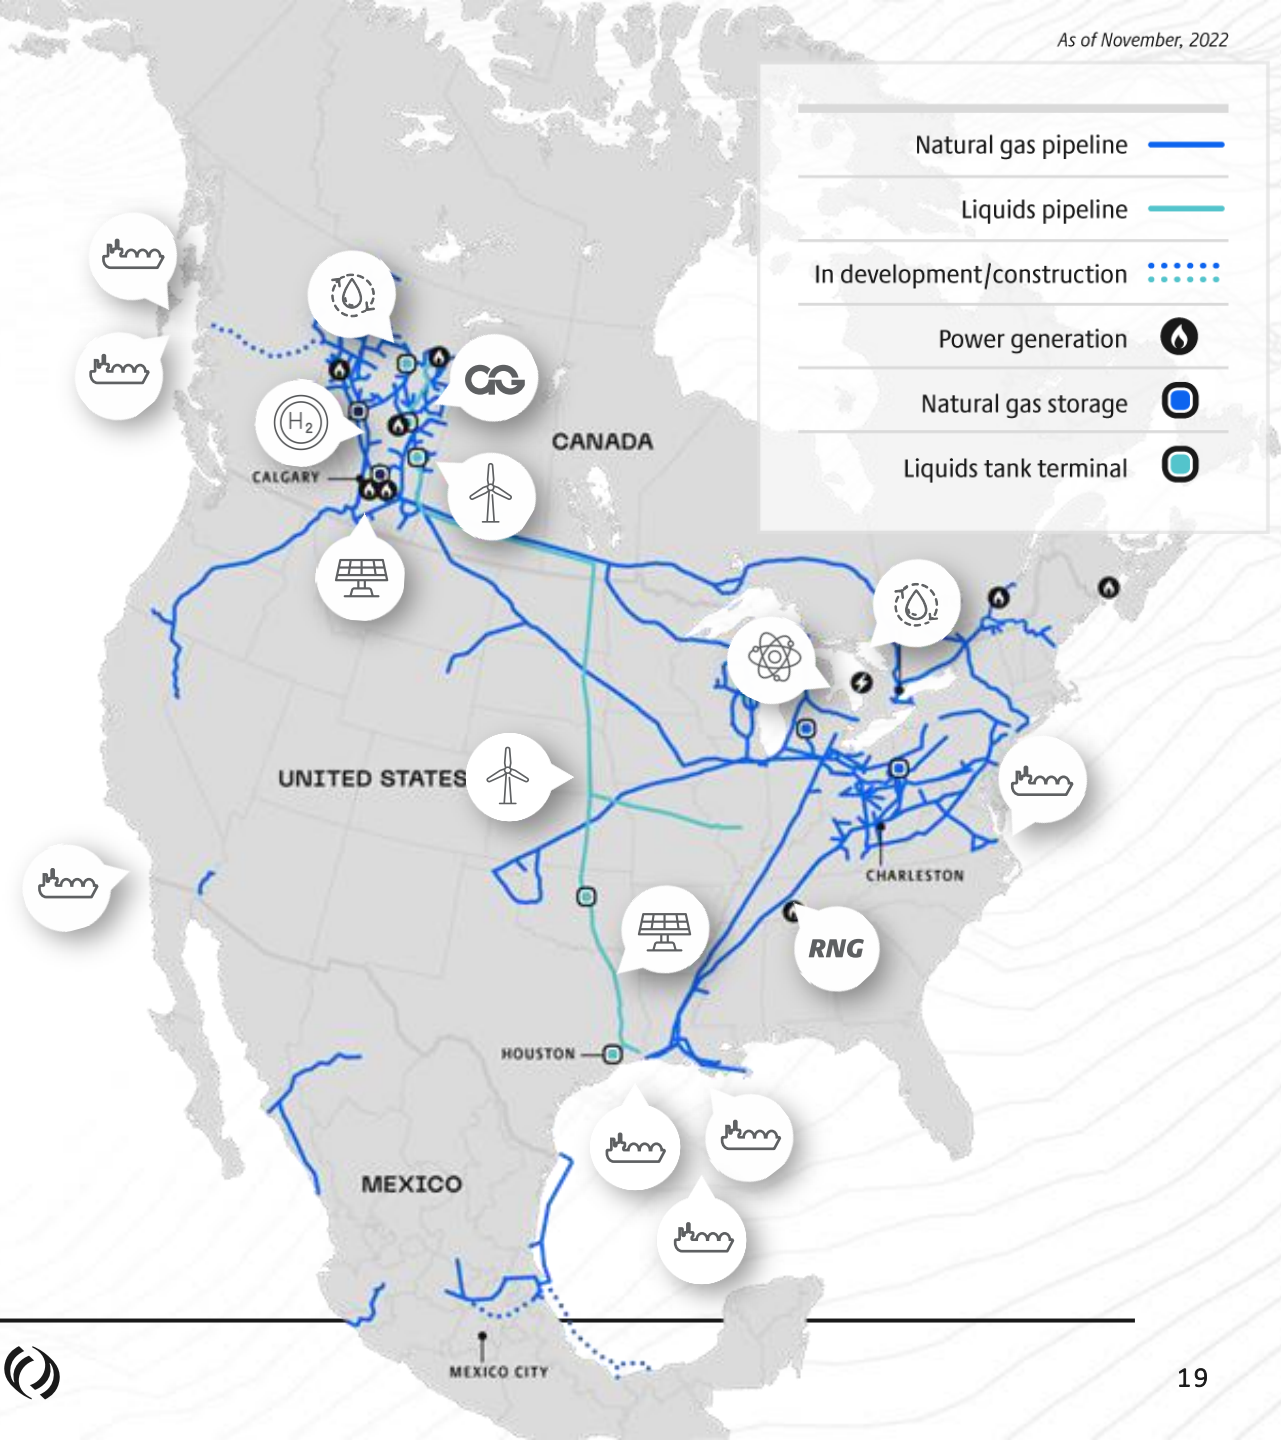 As of November, 2022
Natural gas pipeline
Liquids pipeline
In development/construction
Power generation
Natural gas storage
Liquids tank terminal
CG
H₂
CANADA
CALGARY
UNITED STATES
CHARLESTON
RNG
HOUSTON
MEXICO
MEXICO CITY
19